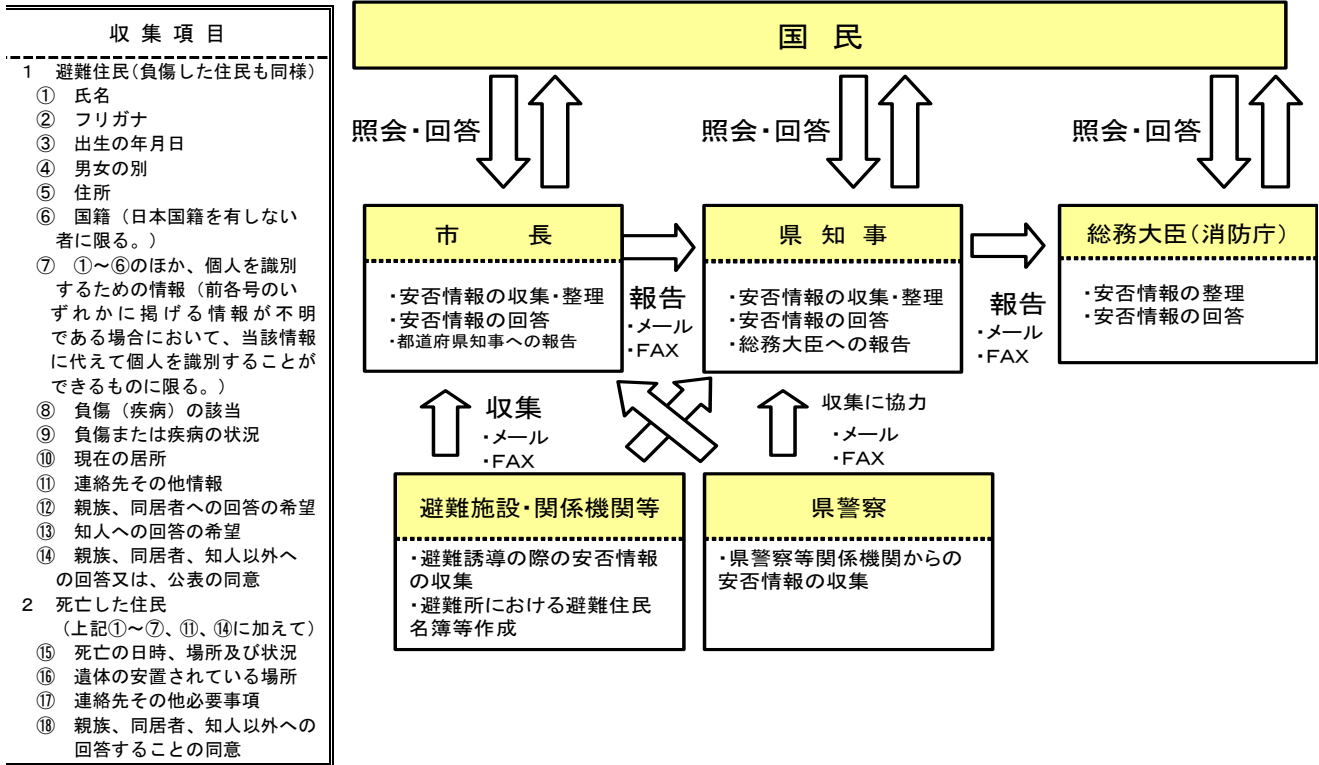 収集項目
1 避難住民(負傷した住民も同様)
① 氏名
② フリガナ
③ 出生の年月日
④ 男女の別
⑤ 住所
⑥ 国籍(日本国籍を有しない
者に限る。)
⑦ ①～⑥のほか、個人を識別
するための情報(前各号のい
ずれかに掲げる情報が不明
である場合において、当該情報
に代えて個人を識別することが
できるものに限る。)
⑧ 負傷(疾病)の該当
⑨ 負傷または疾病の状況
⑩ 現在の居所
⑪ 連絡先その他情報
⑫ 親族、同居者への回答の希望
⑬ 知人への回答の希望
⑭ 親族、同居者、知人以外へ
の回答又は、公表の同意
2 死亡した住民
(上記①～⑦、⑪、⑭に加えて)
⑮ 死亡の日時、場所及び状況
⑯ 遺体の安置されている場所
⑰ 連絡先その他必要事項
⑱ 親族、同居者、知人以外への
回答することの同意
国民
照会・回答
照会・回答
照会・回答
市長
・安否情報の収集・整理
・安否情報の回答
・都道府県知事への報告
報告
・メール
・FAX
県知事
・安否情報の収集・整理
・安否情報の回答
・総務大臣への報告
報告
・メール
・FAX
総務大臣(消防庁)
・安否情報の整理
・安否情報の回答
収集
・メール
・FAX
収集に協力
・メール
・FAX
避難施設・関係機関等
・避難誘導の際の安否情報
の収集
・避難所における避難住民
名簿等作成
県警察
・県警察等関係機関からの
安否情報の収集